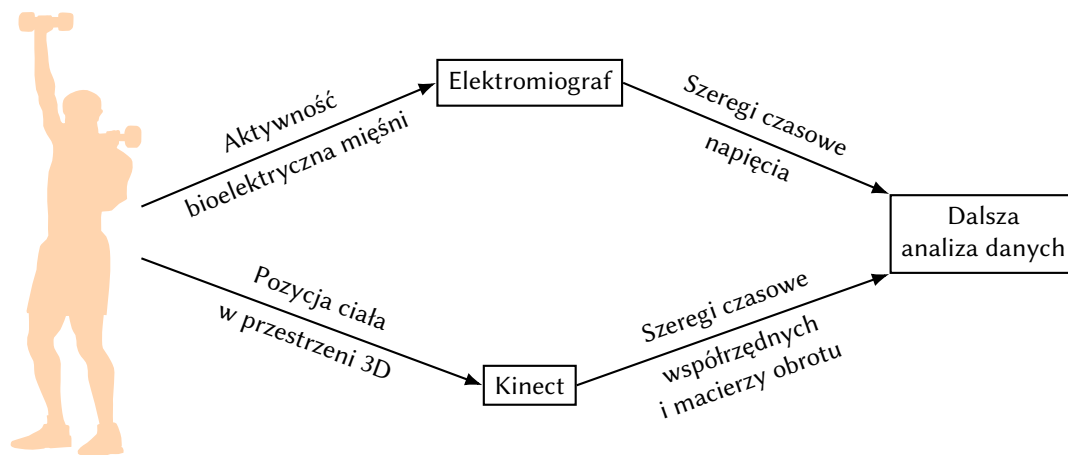 Aktywność
bioelektryczna mięśni
Elektromiograf
Szeregi czasowe
napięcia
Pozycja ciała
w przestrzeni 3D
Kinect
Szeregi czasowe
współrzędnych
i macierzy obrotu
Dalsza
analiza danych